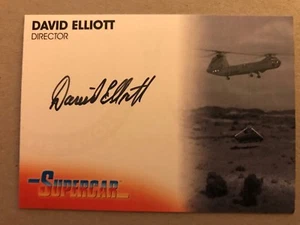 DAVID ELLIOTT
DIRECTOR
David Elliott
SUPERCAR